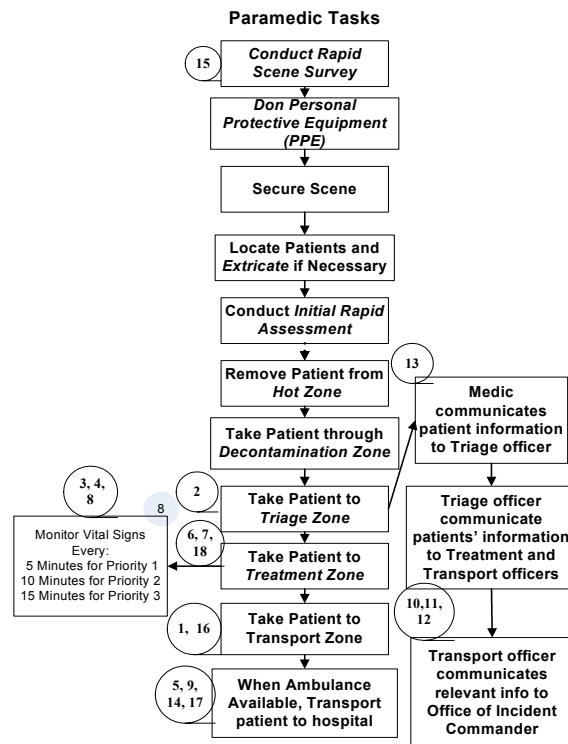 Paramedic Tasks
15
Conduct Rapid
Scene Survey
Don Personal
Protective Equipment
(PPE)
Secure Scene
Locate Patients and
Extricate if Necessary
Conduct Initial Rapid
Assessment
Remove Patient from
Hot Zone
Take Patient through
Decontamination Zone
2
Take Patient to
Triage Zone
13
Medic
communicates
patient information
to Triage officer
3, 4,
8
8
Monitor Vital Signs
Every:
5 Minutes for Priority 1
10 Minutes for Priority 2
15 Minutes for Priority 3
6, 7,
18
Take Patient to
Treatment Zone
Triage officer
communicate
patients' information
to Treatment and
Transport officers
1, 16
Take Patient to
Transport Zone
10,11,
12
Transport officer
communicates
relevant info to
Office of Incident
Commander
5, 9,
14, 17
When Ambulance
Available, Transport
patient to hospital